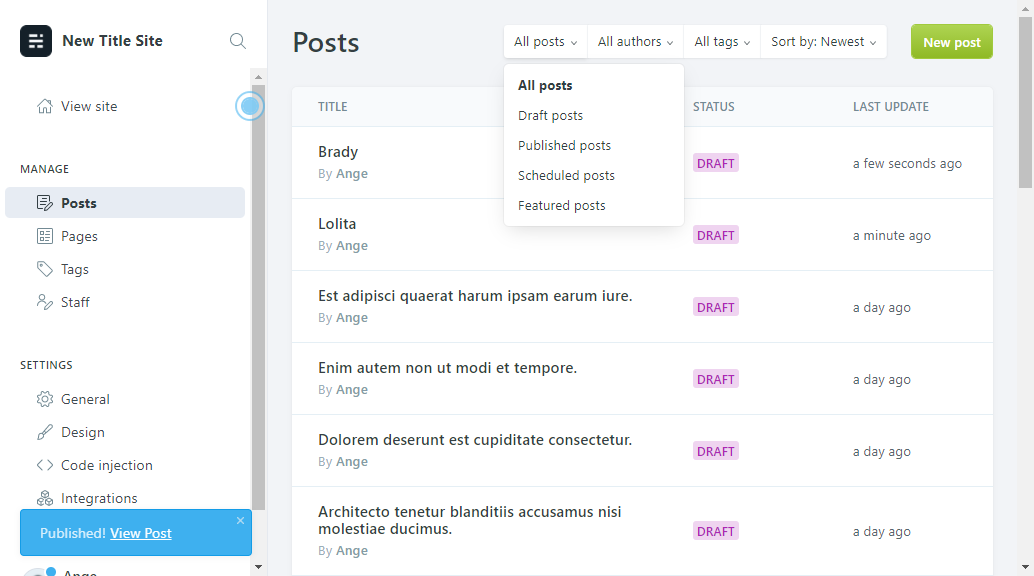 New Title Site
View site
MANAGE
Posts
Pages
Tags
Staff
SETTINGS
General
Design
Code injection
Integrations
Published! View Post
Ange
Posts
All posts
All authors
All tags
Sort by: Newest
New post
All posts
Draft posts
Published posts
Scheduled posts
Featured posts
TITLE
STATUS
LAST UPDATE
Brady
By Ange
DRAFT
a few seconds ago
Lolita
By Ange
DRAFT
a minute ago
Est adipisci quaerat harum ipsam earum iure.
By Ange
DRAFT
a day ago
Enim autem non ut modi et tempore.
By Ange
DRAFT
a day ago
Dolorem deserunt est cupiditate consectetur.
By Ange
DRAFT
a day ago
Architecto tenetur blanditiis accusamus nisi
molestiae ducimus.
By Ange
DRAFT
a day ago